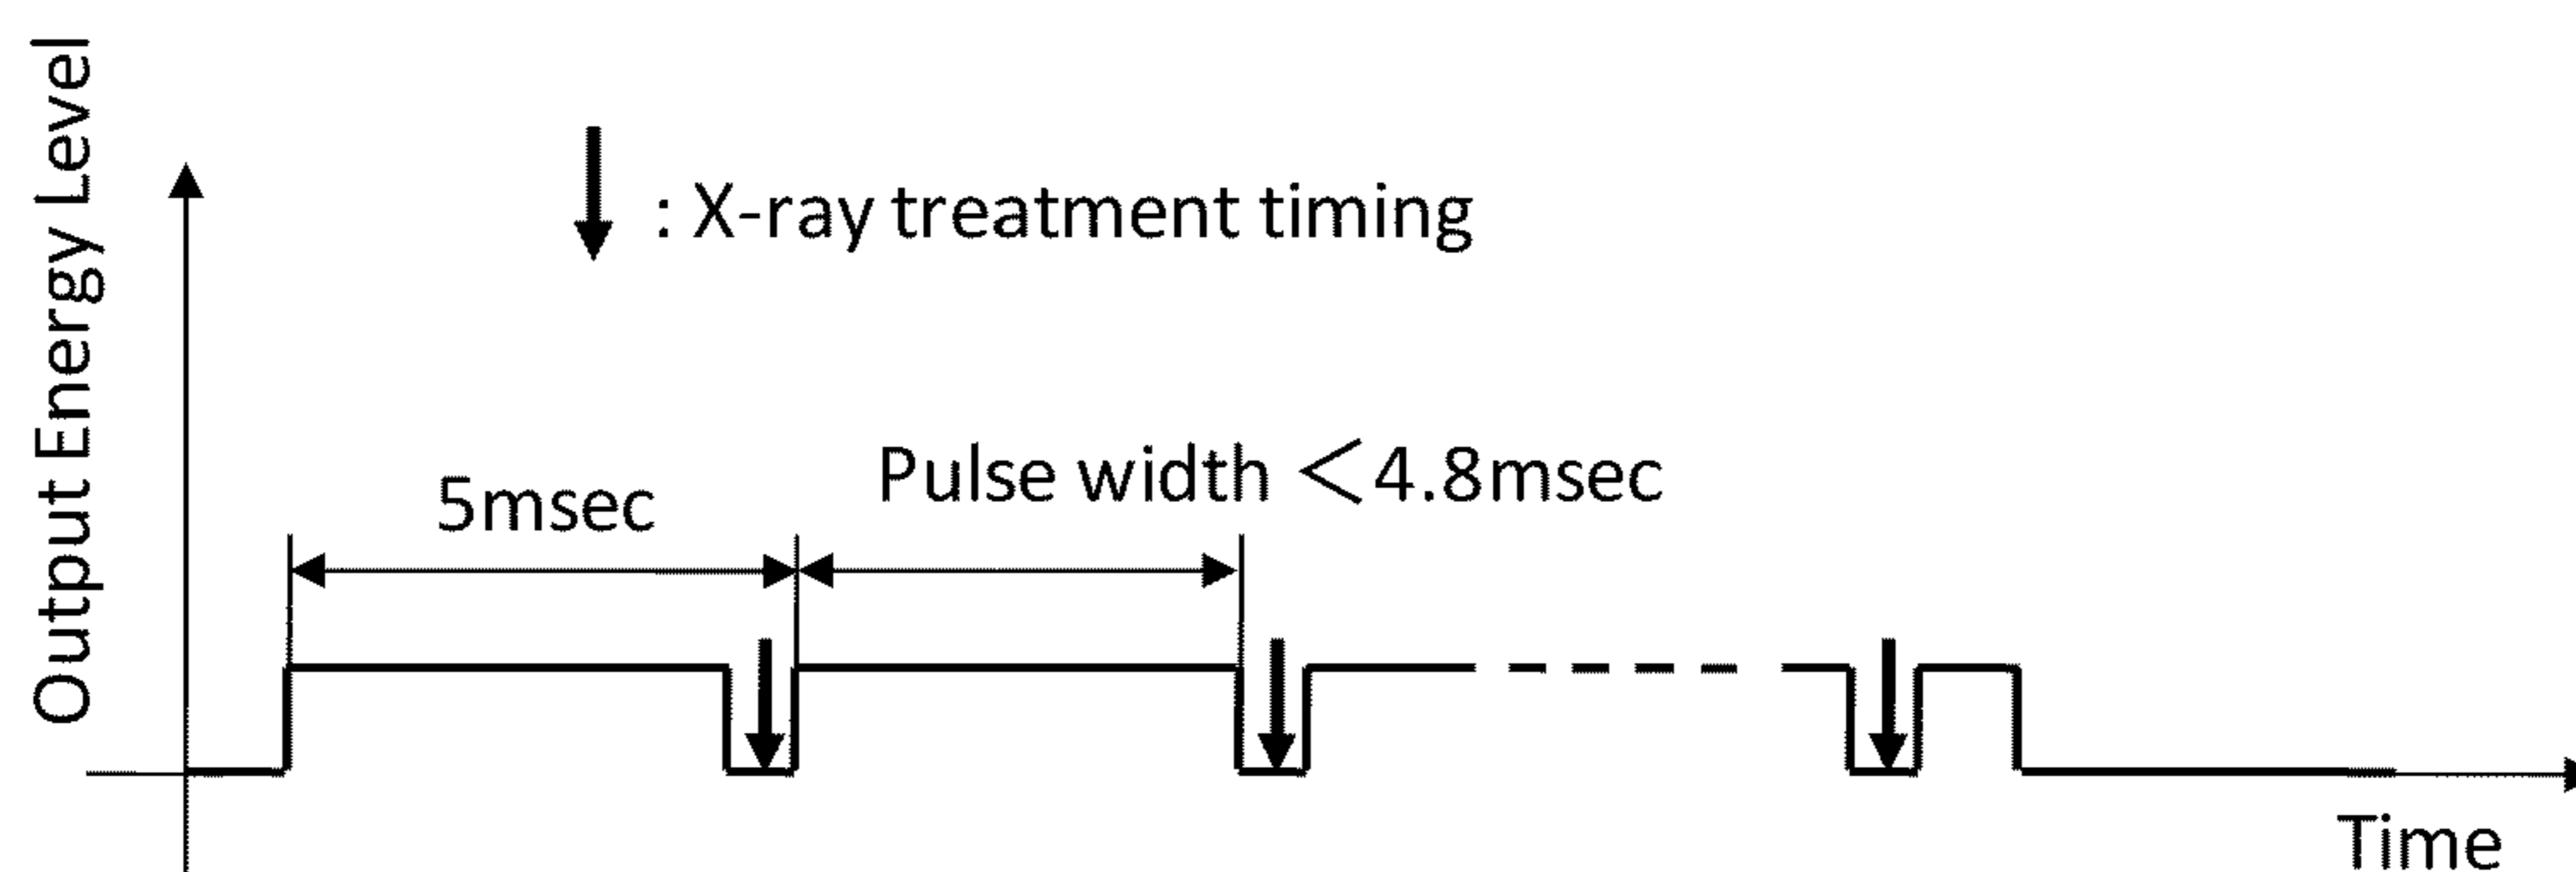 Output Energy Level
: X-ray treatment timing
5msec
Pulse width <4.8msec
Time